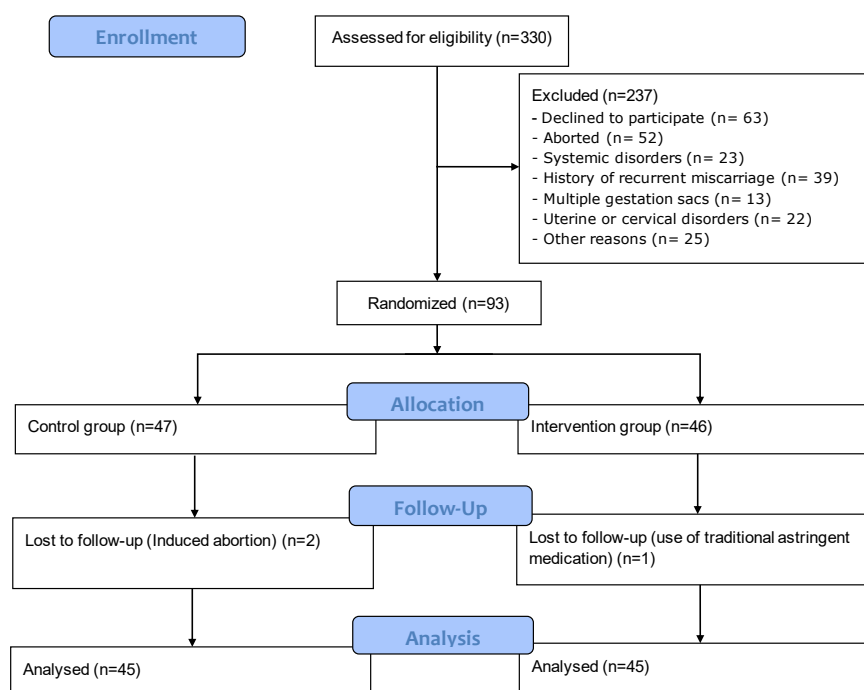 Enrollment
Assessed for eligibility (n=330)
Excluded (n=237)
- Declined to participate (n= 63)
- Aborted (n= 52)
- Systemic disorders (n= 23)
- History of recurrent miscarriage (n= 39)
- Multiple gestation sacs (n= 13)
- Uterine or cervical disorders (n= 22)
- Other reasons (n= 25)
Randomized (n=93)
Allocation
Control group (n=47)
Intervention group (n=46)
Follow-Up
Lost to follow-up (Induced abortion) (n=2)
Lost to follow-up (use of traditional astringent
medication) (n=1)
Analysis
Analysed (n=45)
Analysed (n=45)